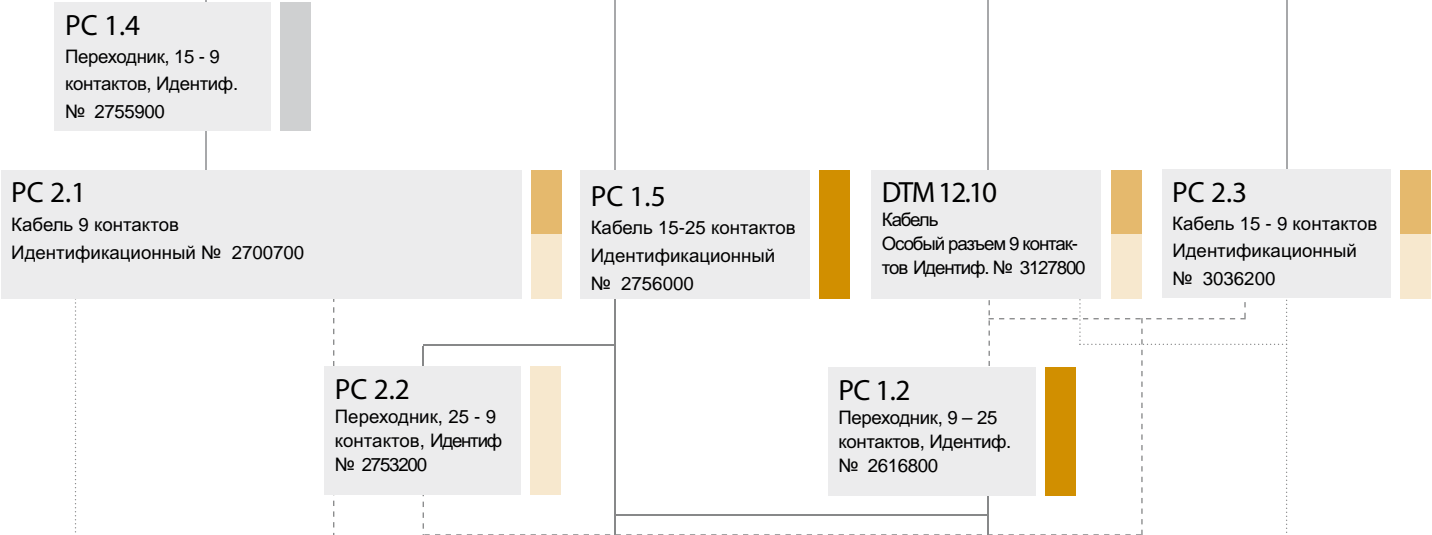 PC 1.4
Переходник, 15 - 9
контактов, Идентиф.
№ 2755900
PC 2.1
Кабель 9 контактов
Идентификационный № 2700700
PC 1.5
Кабель 15-25 контактов
Идентификационный
№ 2756000
DTM 12.10
Кабель
Особый разъем 9 контак-
тов Идентиф. № 3127800
PC 2.3
Кабель 15 - 9 контактов
Идентификационный
№ 3036200
PC 2.2
Переходник, 25 - 9
контактов, Идентиф
№ 2753200
PC 1.2
Переходник, 9 – 25
контактов, Идентиф.
№ 2616800